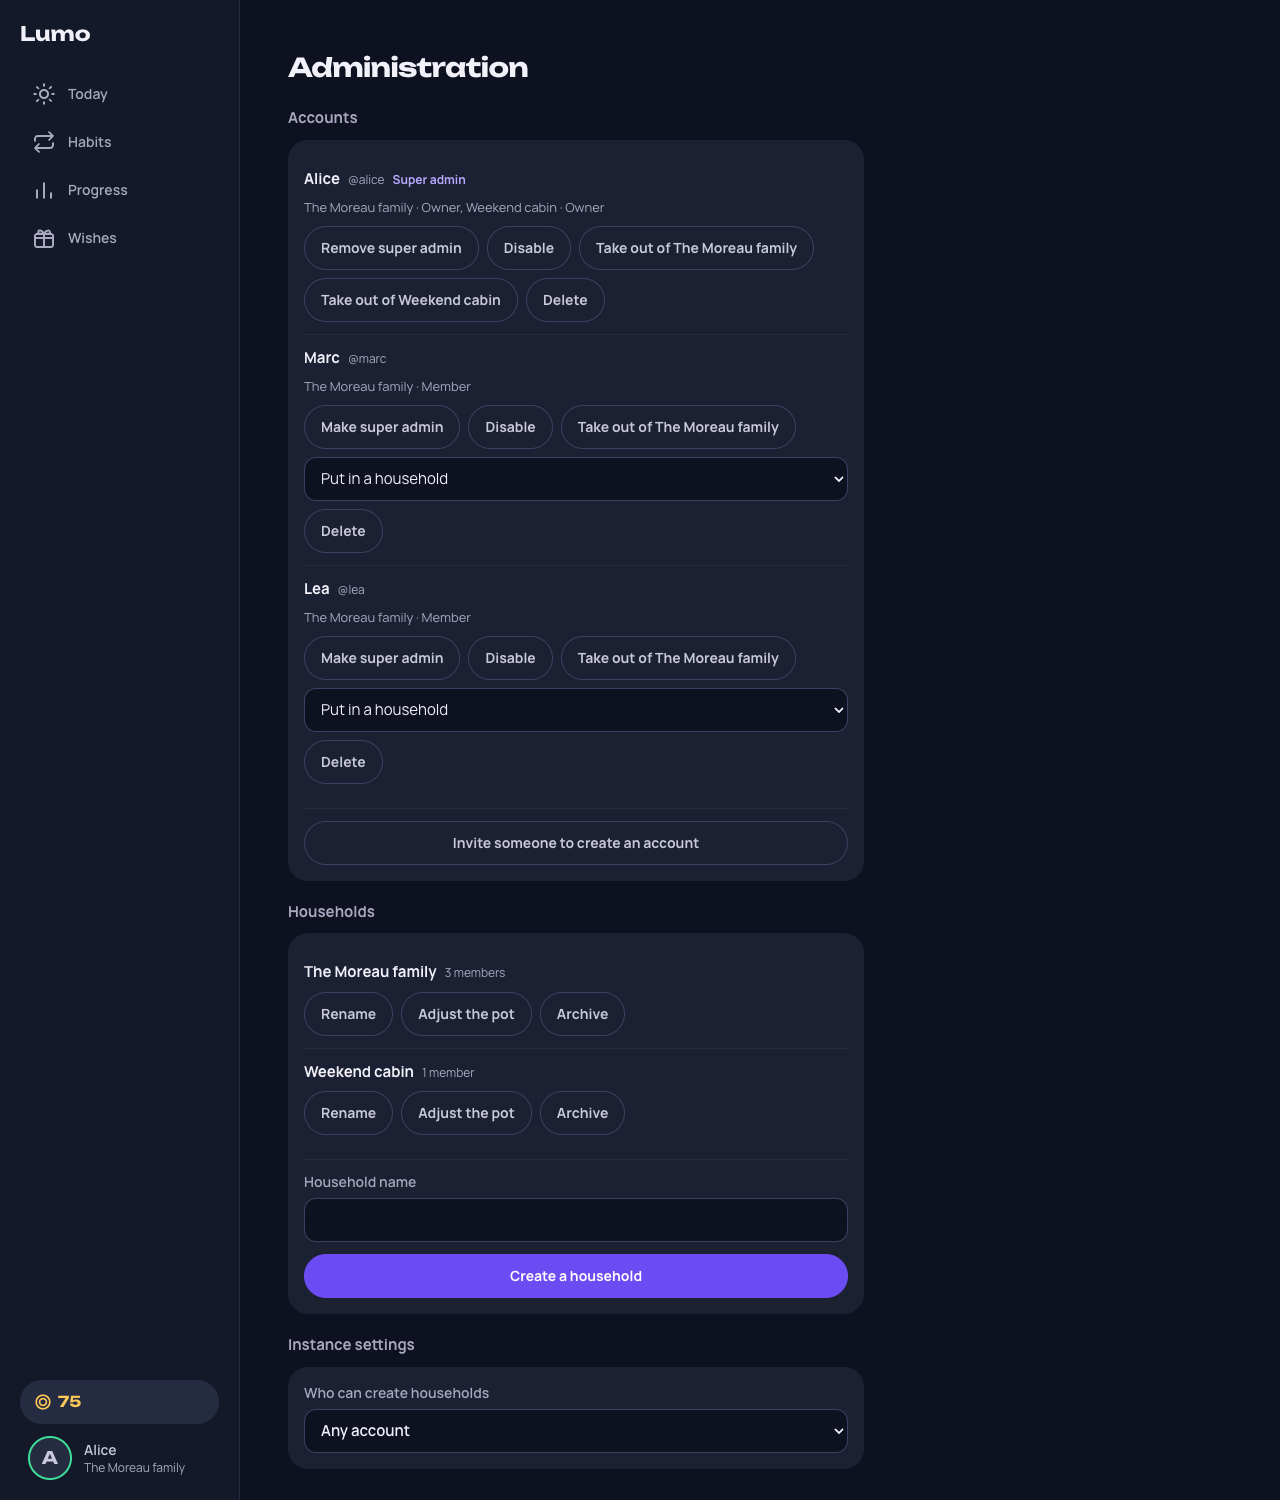 Lumo
Today
Habits
Progress
Wishes
75
A
Alice
The Moreau family
Administration
Accounts
Alice @alice Super admin
The Moreau family · Owner, Weekend cabin · Owner
Remove super admin Disable Take out of The Moreau family
Take out of Weekend cabin Delete
Marc @marc
The Moreau family · Member
Make super admin Disable Take out of The Moreau family
Put in a household
Delete
Lea @lea
The Moreau family · Member
Make super admin Disable Take out of The Moreau family
Put in a household
Delete
Invite someone to create an account
Households
The Moreau family 3 members
Rename Adjust the pot Archive
Weekend cabin 1 member
Rename Adjust the pot Archive
Household name
Create a household
Instance settings
Who can create households
Any account